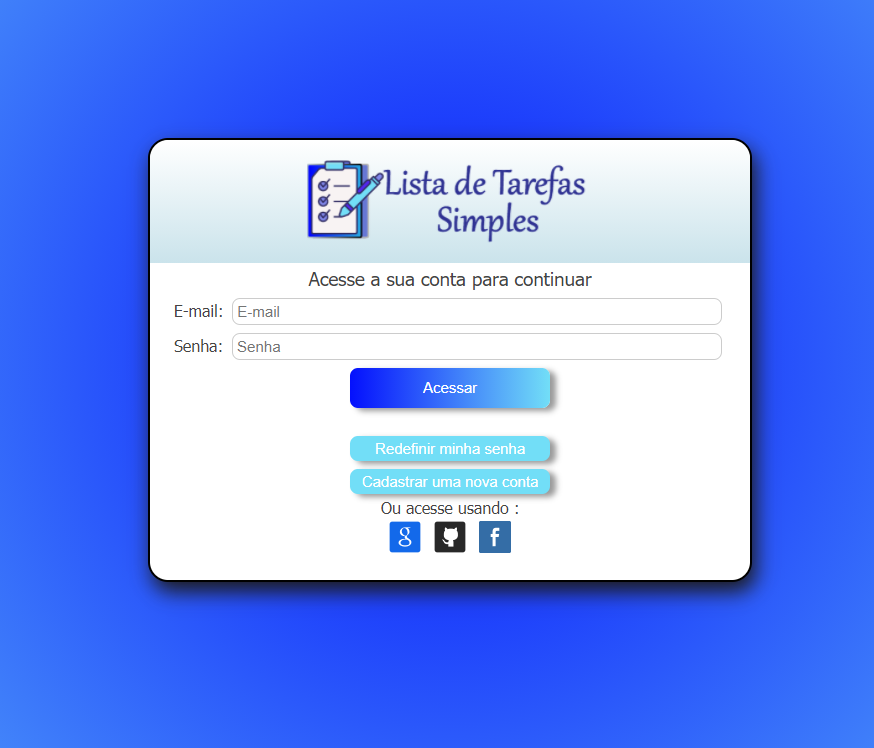 Lista de Tarefas
Simples
Acesse a sua conta para continuar
E-mail: E-mail
Senha: Senha
Acessar
Redefinir minha senha
Cadastrar uma nova conta
Ou acesse usando :
g f